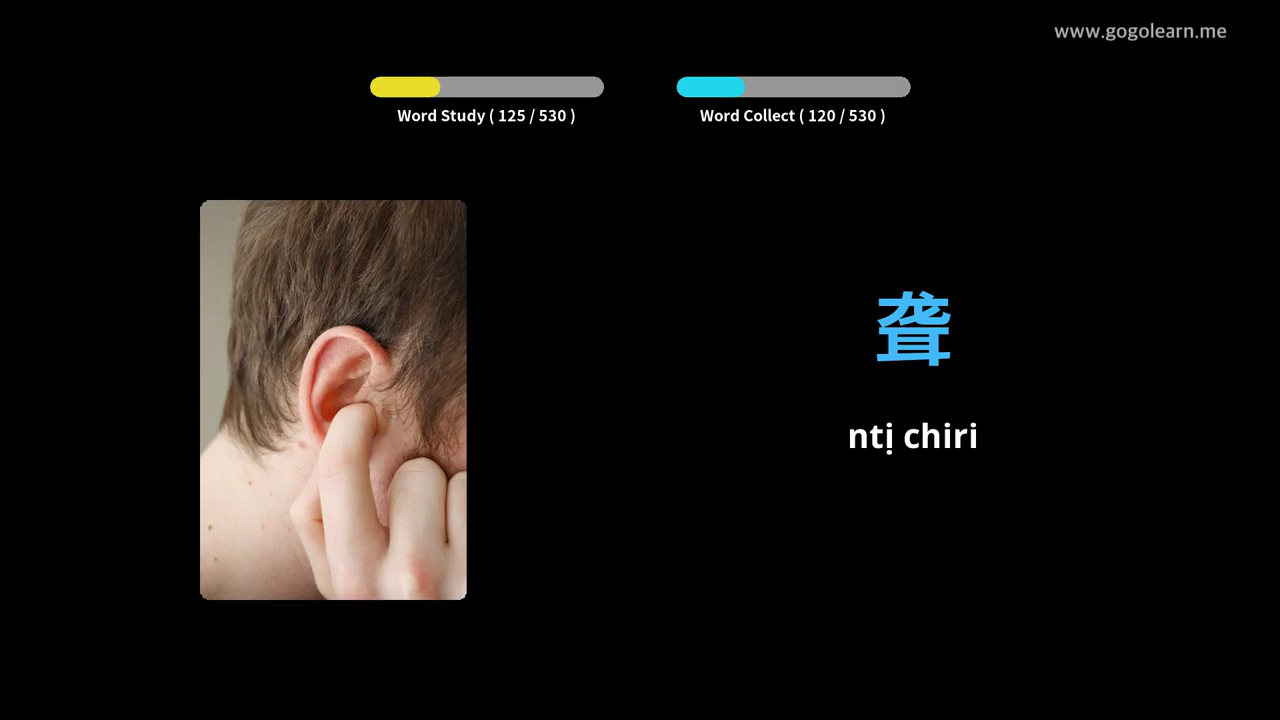 www.gogolearn.me
Word Study ( 125 / 530 )
Word Collect ( 120 / 530 )
聋
ntị chiri